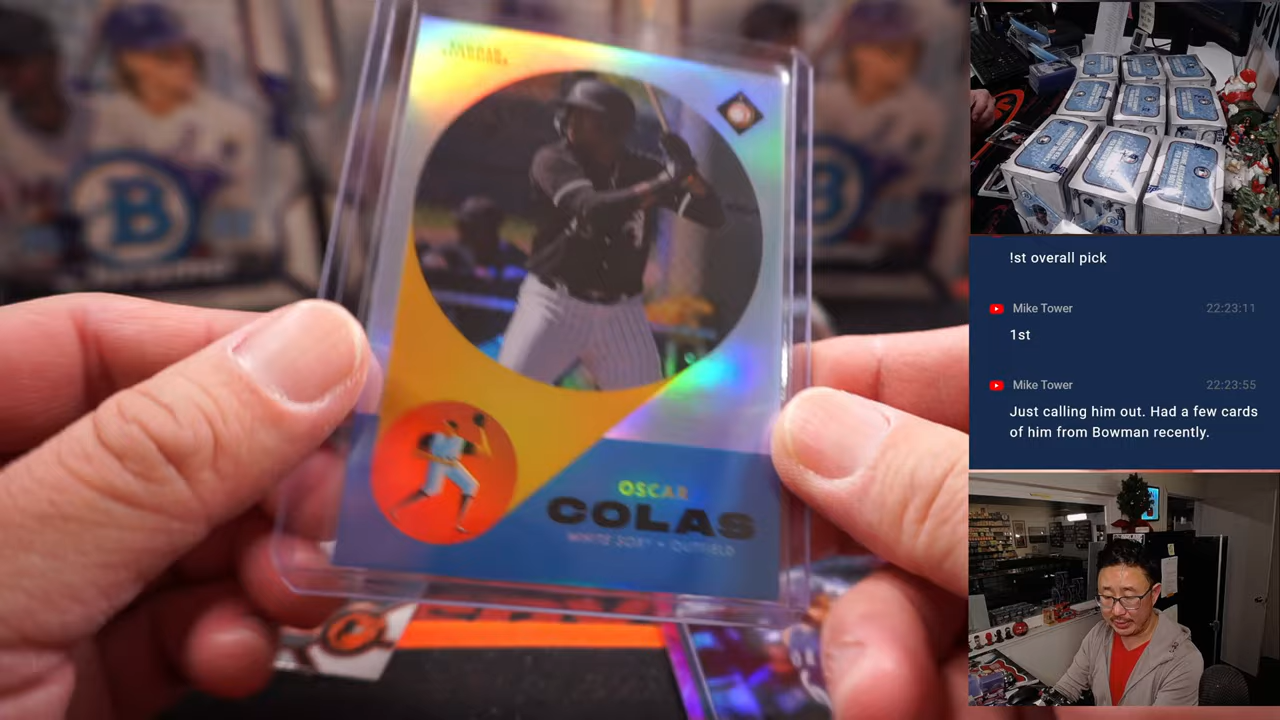 OSCAR
COLAS
WHITE SOX • OUTFIELD
B
!st overall pick
Mike Tower 22:23:11
1st
Mike Tower 22:23:55
Just calling him out. Had a few cards
of him from Bowman recently.